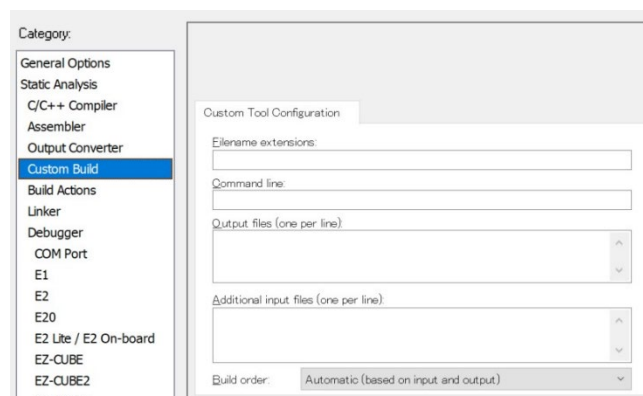 Category:
General Options
Static Analysis
C/C++ Compiler
Assembler
Output Converter
Custom Build
Build Actions
Linker
Debugger
COM Port
E1
E2
E20
E2 Lite / E2 On-board
EZ-CUBE
EZ-CUBE2
Custom Tool Configuration
Filename extensions:
Command line:
Output files (one per line):
Additional input files (one per line):
Build order: Automatic (based on input and output)